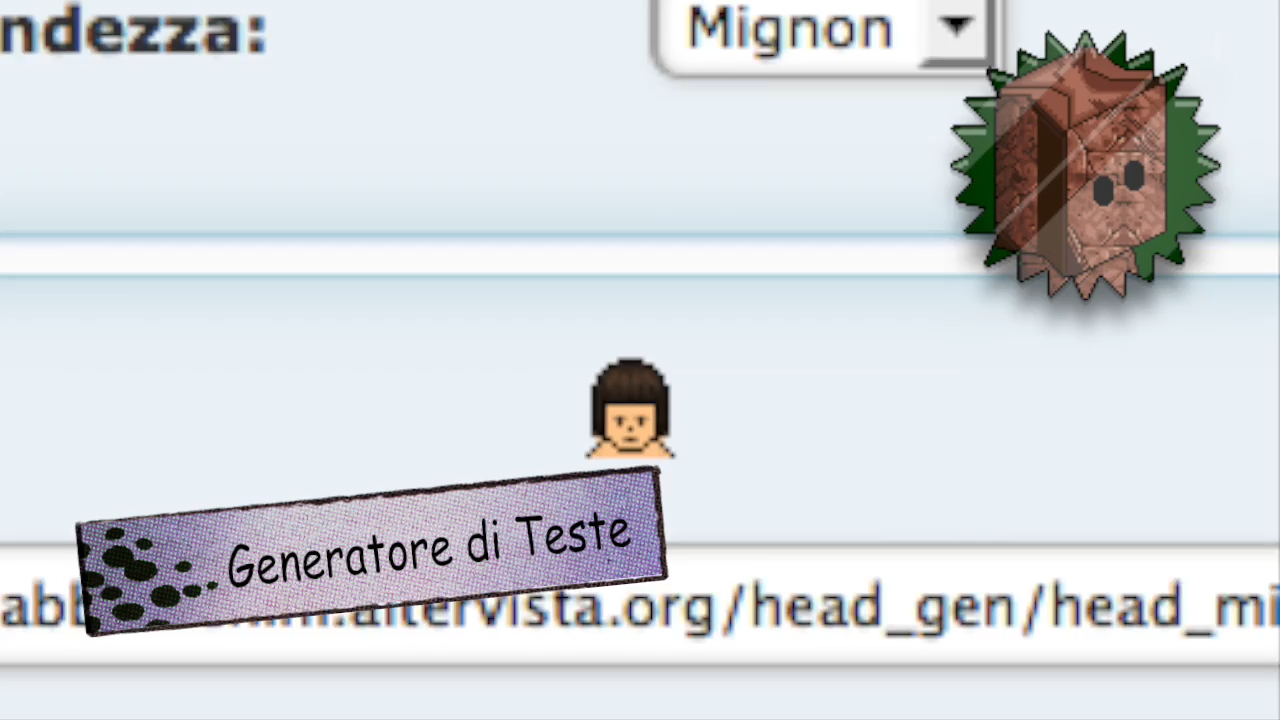 ndezza:
Mignon
Generatore di Teste
altervista.org/head_gen/head_mi